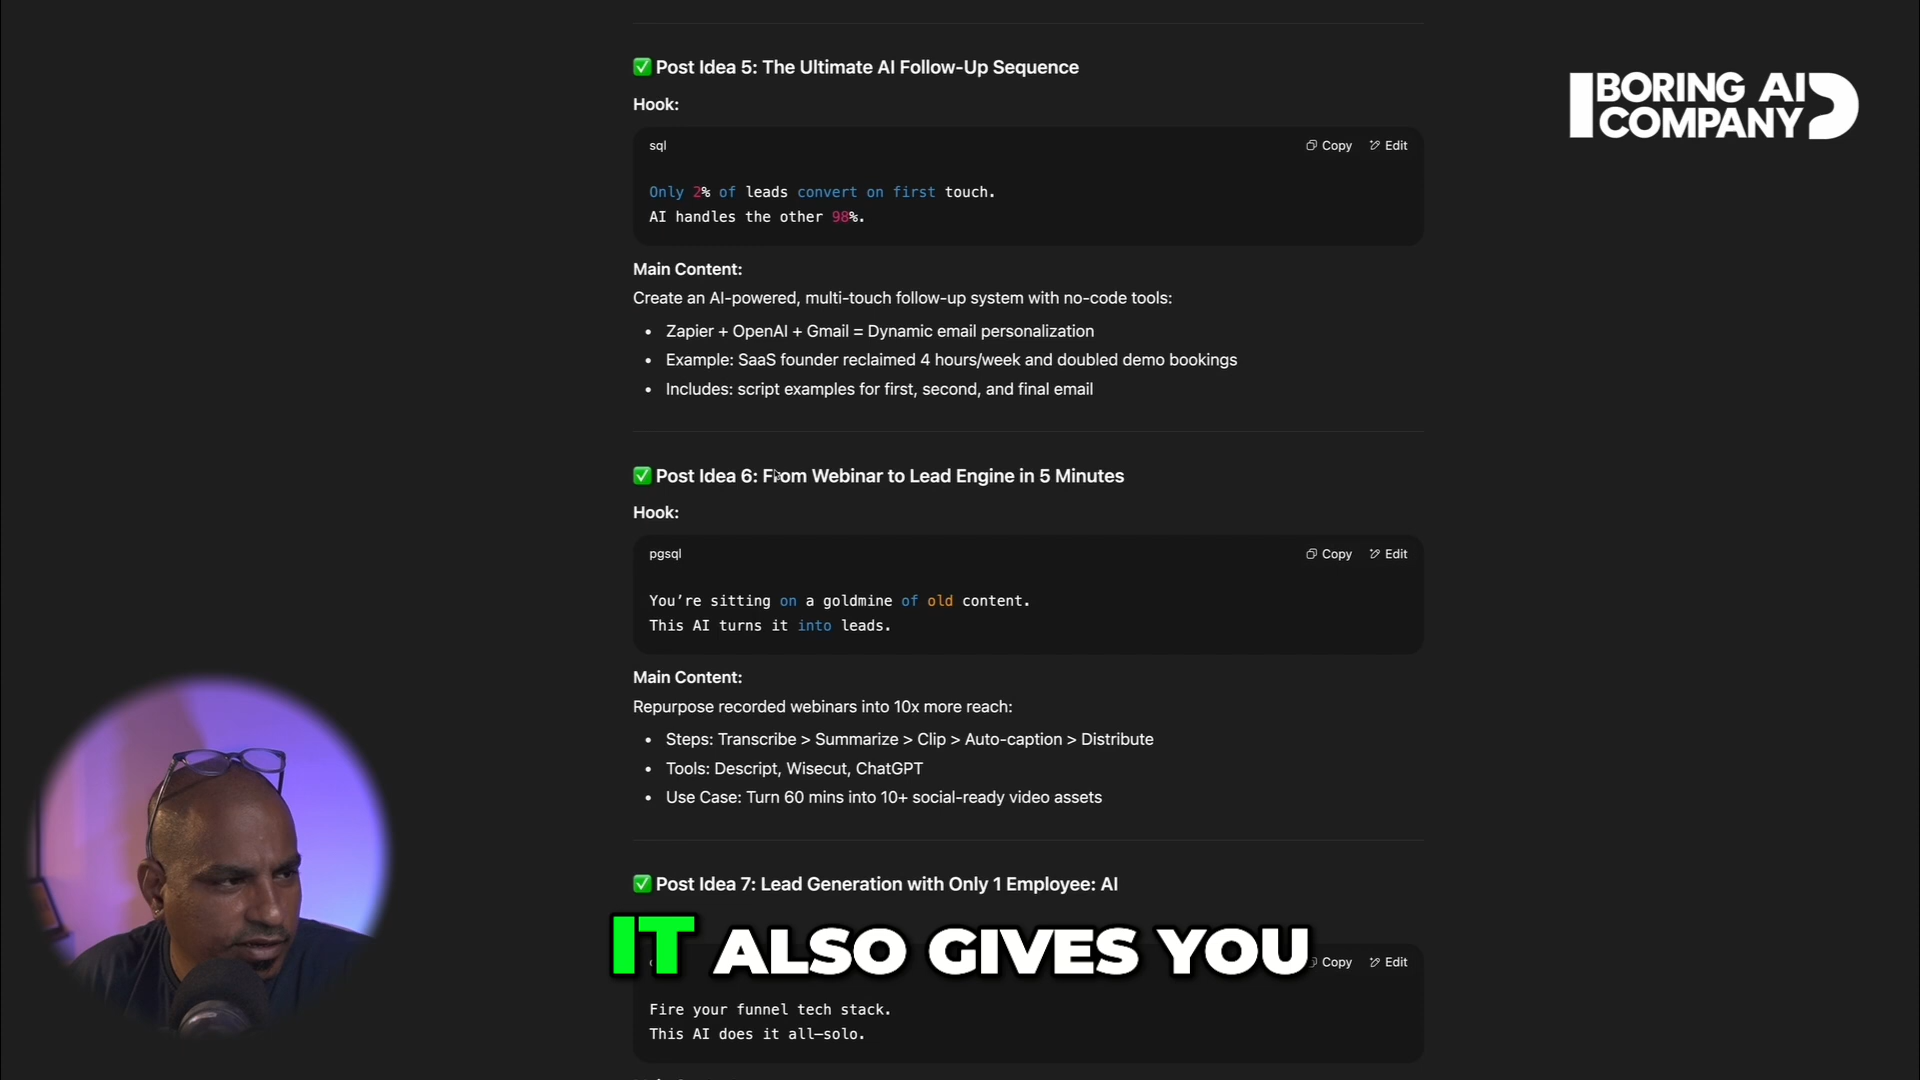 ✅ Post Idea 5: The Ultimate AI Follow-Up Sequence
BORING AI
COMPANY
Hook:
sql
Copy Edit
Only 2% of leads convert on first touch.
AI handles the other 98%.
Main Content:
Create an AI-powered, multi-touch follow-up system with no-code tools:
• Zapier + OpenAI + Gmail = Dynamic email personalization
• Example: SaaS founder reclaimed 4 hours/week and doubled demo bookings
• Includes: script examples for first, second, and final email
✅ Post Idea 6: From Webinar to Lead Engine in 5 Minutes
Hook:
pgsql
Copy Edit
You’re sitting on a goldmine of old content.
This AI turns it into leads.
Main Content:
Repurpose recorded webinars into 10x more reach:
• Steps: Transcribe > Summarize > Clip > Auto-caption > Distribute
• Tools: Descript, Wisecut, ChatGPT
• Use Case: Turn 60 mins into 10+ social-ready video assets
✅ Post Idea 7: Lead Generation with Only 1 Employee: AI
IT ALSO GIVES YOU
Copy Edit
Fire your funnel tech stack.
This AI does it all—solo.